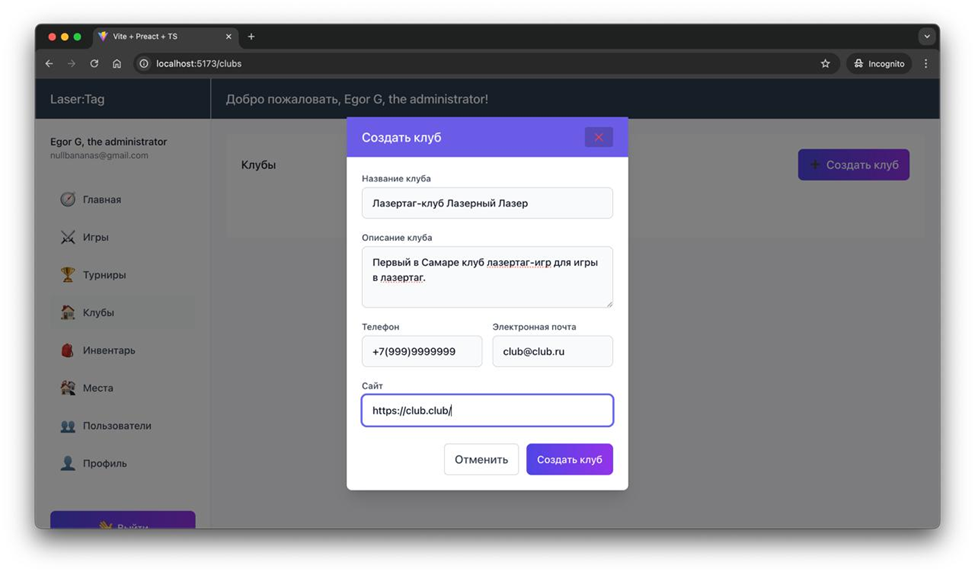 Vite + Preact + TS
localhost:5173/clubs
Incognito
Laser:Tag
Добро пожаловать, Egor G, the administrator!
Egor G, the administrator
nullbananas@gmail.com
Главная
Игры
Турниры
Клубы
Инвентарь
Места
Пользователи
Профиль
Выйти
Клубы
Создать клуб
Создать клуб
Название клуба
Лазертаг-клуб Лазерный Лазер
Описание клуба
Первый в Самаре клуб лазертаг-игр для игры
в лазертаг.
Телефон
Электронная почта
+7(999)9999999
club@club.ru
Сайт
https://club.club/
Отменить
Создать клуб